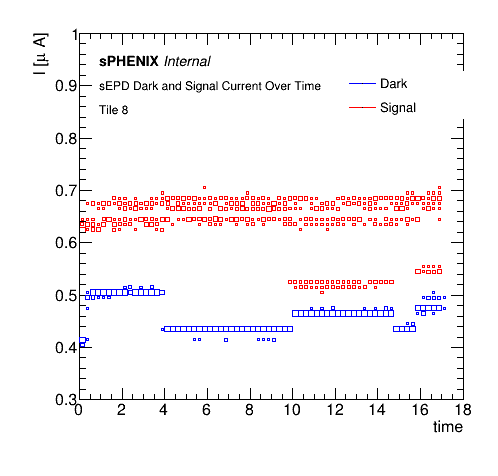 I [μ A]
1
sPHENIX Internal
0.9
sEPD Dark and Signal Current Over Time
Dark
Tile 8
Signal
0.8
0.7
0.6
0.5
0.4
0.3
0 2 4 6 8 10 12 14 16 18
time